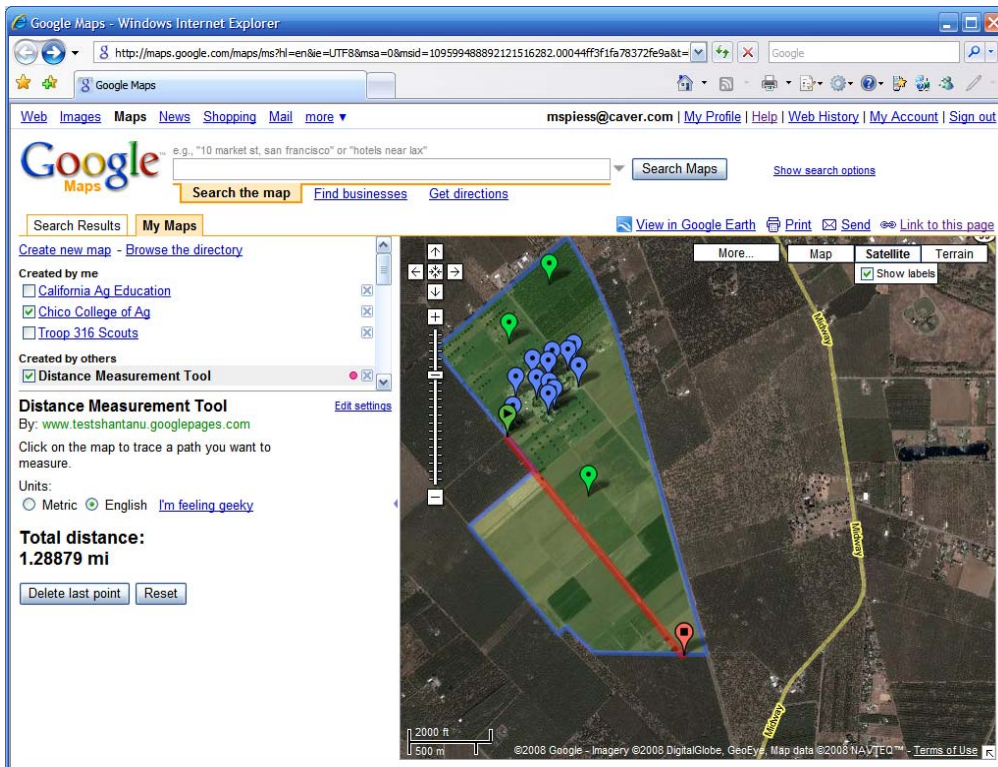 Google Maps - Windows Internet Explorer
http://maps.google.com/maps/ms?hl=en&ie=UTF8&msa=0&msid=109599488892121516282.00044ff3f1fa78372fe9a&t=
Google
Google Maps
Web Images Maps News Shopping Mail more ▼
mspiess@caver.com | My Profile | Help | Web History | My Account | Sign out
Google Maps
e.g., "10 market st, san francisco" or "hotels near lax"
Search Maps
Show search options
Search the map Find businesses Get directions
Search Results My Maps
View in Google Earth Print Send Link to this page
Create new map - Browse the directory
Created by me
California Ag Education
Chico College of Ag
Troop 316 Scouts
Created by others
Distance Measurement Tool
Distance Measurement Tool
Edit settings
By: www.testshantanu.googlepages.com
Click on the map to trace a path you want to
measure.
Units:
Metric English I'm feeling geeky
Total distance:
1.28879 mi
Delete last point Reset
More... Map Satellite Terrain
Show labels
Midway
Midway
Midway
2000 ft
500 m
©2008 Google - Imagery ©2008 DigitalGlobe, GeoEye, Map data ©2008 NAVTEQ™ - Terms of Use